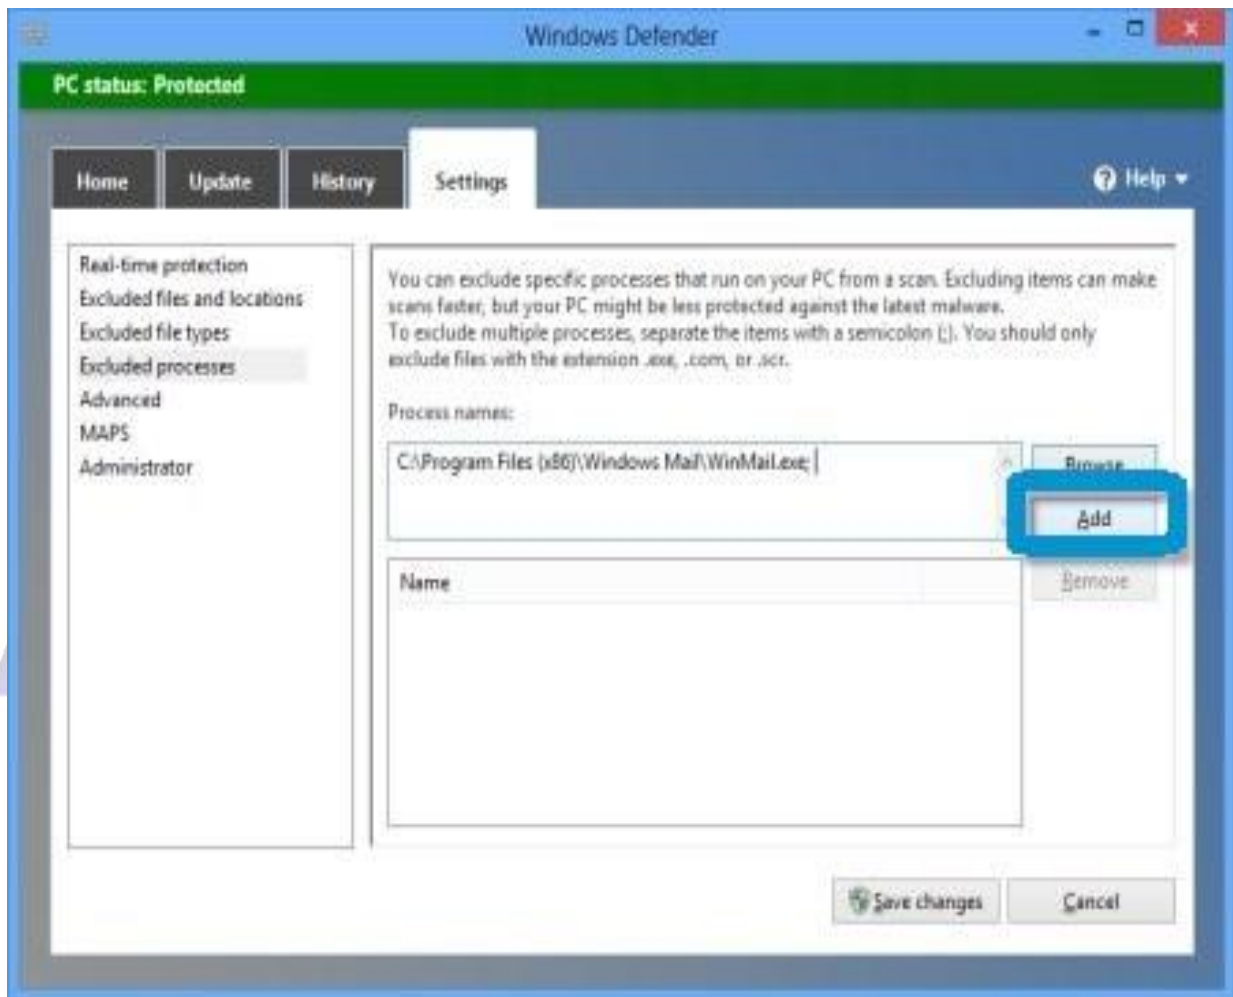 Windows Defender
PC status: Protected
Home
Update
History
Settings
Help
Real-time protection
Excluded files and locations
Excluded file types
Excluded processes
Advanced
MAPS
Administrator
You can exclude specific processes that run on your PC from a scan. Excluding items can make
scans faster, but your PC might be less protected against the latest malware.
To exclude multiple processes, separate the items with a semicolon (;). You should only
exclude files with the extension .exe, .com, or .scr.
Process names:
C:\Program Files (x86)\Windows Mail\WinMail.exe;
Browse
Add
Name
Remove
Save changes
Cancel